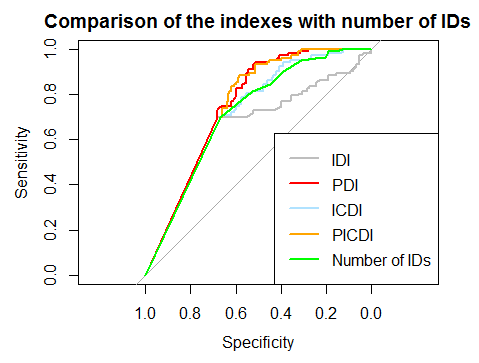 Comparison of the indexes with number of IDs
Sensitivity
1.0
0.8
0.6
0.4
0.2
0.0
IDI
PDI
ICDI
PICDI
Number of IDs
1.0 0.8 0.6 0.4 0.2 0.0
Specificity